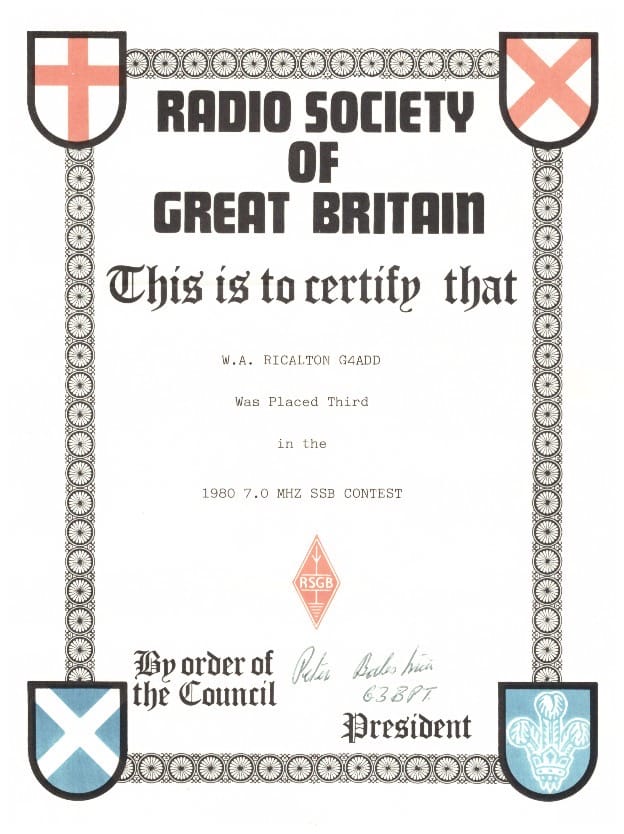 RADIO SOCIETY
OF
GREAT BRITAIN
This is to certify that
W.A. RICALTON G4ADD
Was Placed Third
in the
1980 7.0 MHZ SSB CONTEST
RSGB
By order of
the Council
Peter
G3BPT
President